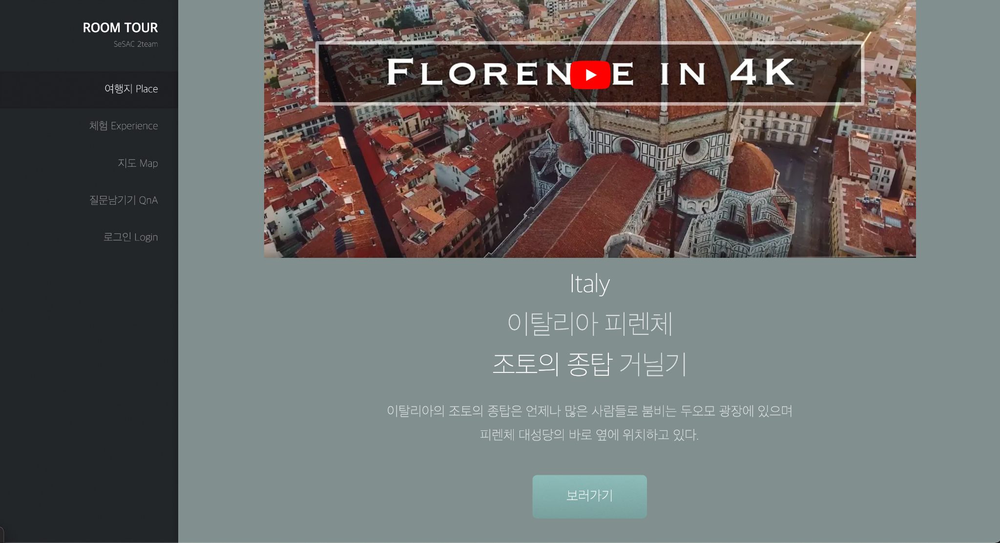 ROOM TOUR
SeSAC 2team
여행지 Place
체험 Experience
지도 Map
질문남기기 QnA
로그인 Login
FLOREN E IN 4K
Italy
이탈리아 피렌체
조토의 종탑 거닐기
이탈리아의 조토의 종탑은 언제나 많은 사람들로 붐비는 두오모 광장에 있으며
피렌체 대성당의 바로 옆에 위치하고 있다.
보러가기